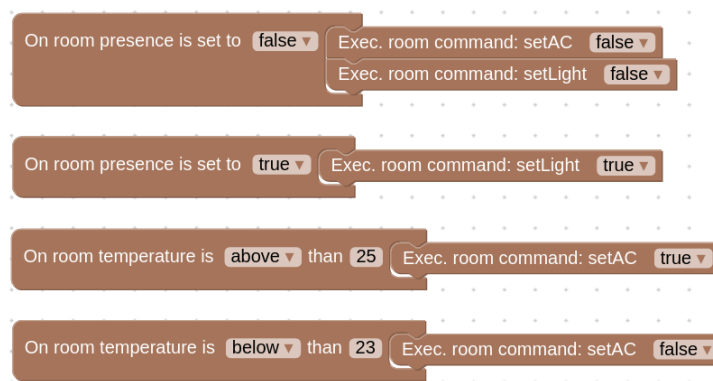 On room presence is set to false ▾ Exec. room command: setAC false ▾
Exec. room command: setLight false ▾
On room presence is set to true ▾ Exec. room command: setLight true ▾
On room temperature is above ▾ than 25 Exec. room command: setAC true ▾
On room temperature is below ▾ than 23 Exec. room command: setAC false ▾